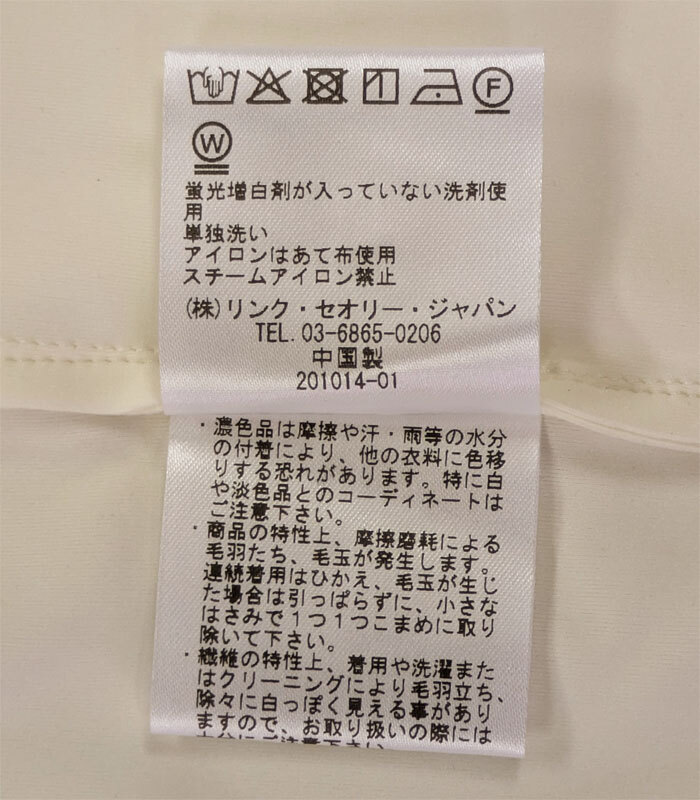 F
W
蛍光増白剤が入っていない洗剤使
用
単独洗い
アイロンはあて布使用
スチームアイロン禁止
(株)リンク・セオリー・ジャパン
TEL.03-6865-0206
中国製
201014-01
・濃色品は摩擦や汗・雨等の水分
の付着により、他の衣料に色移
りする恐れがあります。特に白
や淡色品とのコーディネートは
ご注意下さい。
・商品の特性上、摩擦磨耗による
毛羽たち、毛玉が発生します。
連続着用はひかえ、毛玉が生じ
た場合は引っぱらずに、小さな
はさみで1つ1つこまめに取り
除いて下さい。
・繊維の特性上、着用や洗濯また
はクリーニングにより毛羽立ち、
除々に白っぽく見える事があり
ますので、お取り扱いの際には
十分にご注意下さい。